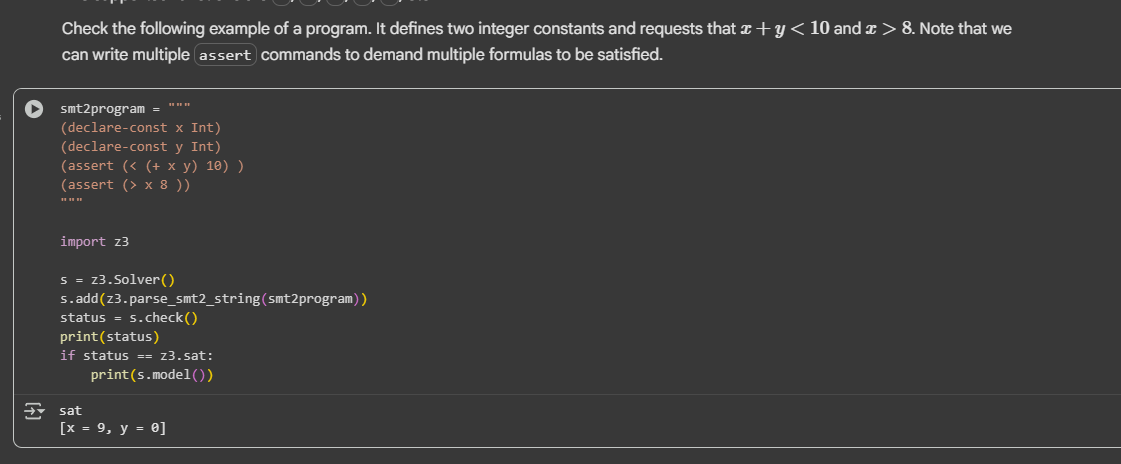 Check the following example of a program. It defines two integer constants and requests that x + y < 10 and x > 8. Note that we
can write multiple assert commands to demand multiple formulas to be satisfied.
smt2program = """
(declare-const x Int)
(declare-const y Int)
(assert (< (+ x y) 10) )
(assert (> x 8 ))
"""
import z3
s = z3.Solver()
s.add(z3.parse_smt2_string(smt2program))
status = s.check()
print(status)
if status == z3.sat:
    print(s.model())
sat
[x = 9, y = 0]